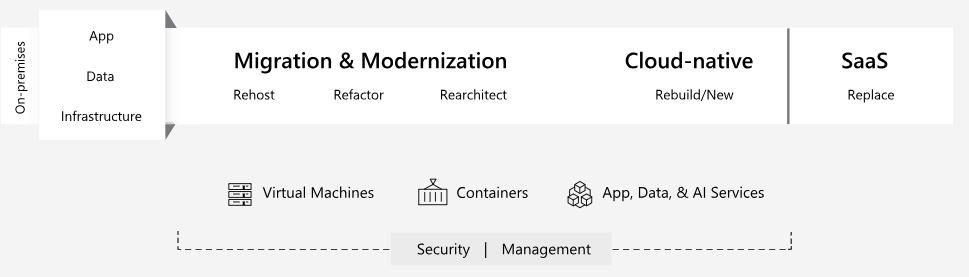 On-premises
App
Data
Infrastructure
Migration & Modernization
Rehost Refactor Rearchitect
Cloud-native
Rebuild/New
SaaS
Replace
Virtual Machines Containers App, Data, & AI Services
Security | Management